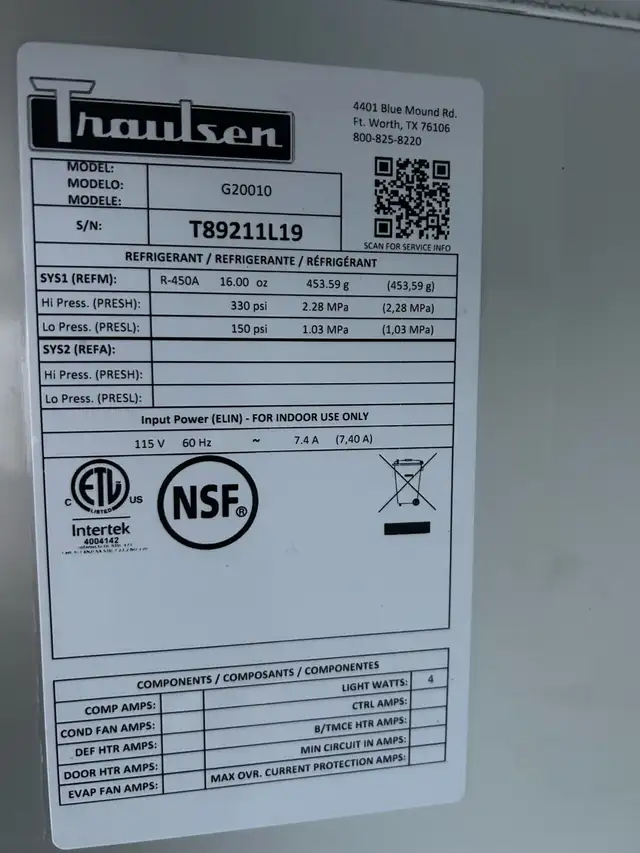 Traulsen
4401 Blue Mound Rd.
Ft. Worth, TX 76106
800-825-8220
MODEL:
MODELO:
MODELE:
G20010
S/N:
T89211L19
SCAN FOR SERVICE INFO
REFRIGERANT / REFRIGERANTE / RÉFRIGÉRANT
SYS1 (REFM): R-450A 16.00 oz 453.59 g (453,59 g)
Hi Press. (PRESH): 330 psi 2.28 MPa (2,28 MPa)
Lo Press. (PRESL): 150 psi 1.03 MPa (1,03 MPa)
SYS2 (REFA):
Hi Press. (PRESH):
Lo Press. (PRESL):
Input Power (ELIN) - FOR INDOOR USE ONLY
115 V 60 Hz ~ 7.4 A (7,40 A)
C ETL US
LISTED
Intertek
4004142
NSF®
COMPONENTS / COMPOSANTS / COMPONENTES
COMP AMPS: LIGHT WATTS: 4
COND FAN AMPS: CTRL AMPS:
DEF HTR AMPS: B/TMCE HTR AMPS:
DOOR HTR AMPS: MIN CIRCUIT IN AMPS:
EVAP FAN AMPS: MAX OVR. CURRENT PROTECTION AMPS: